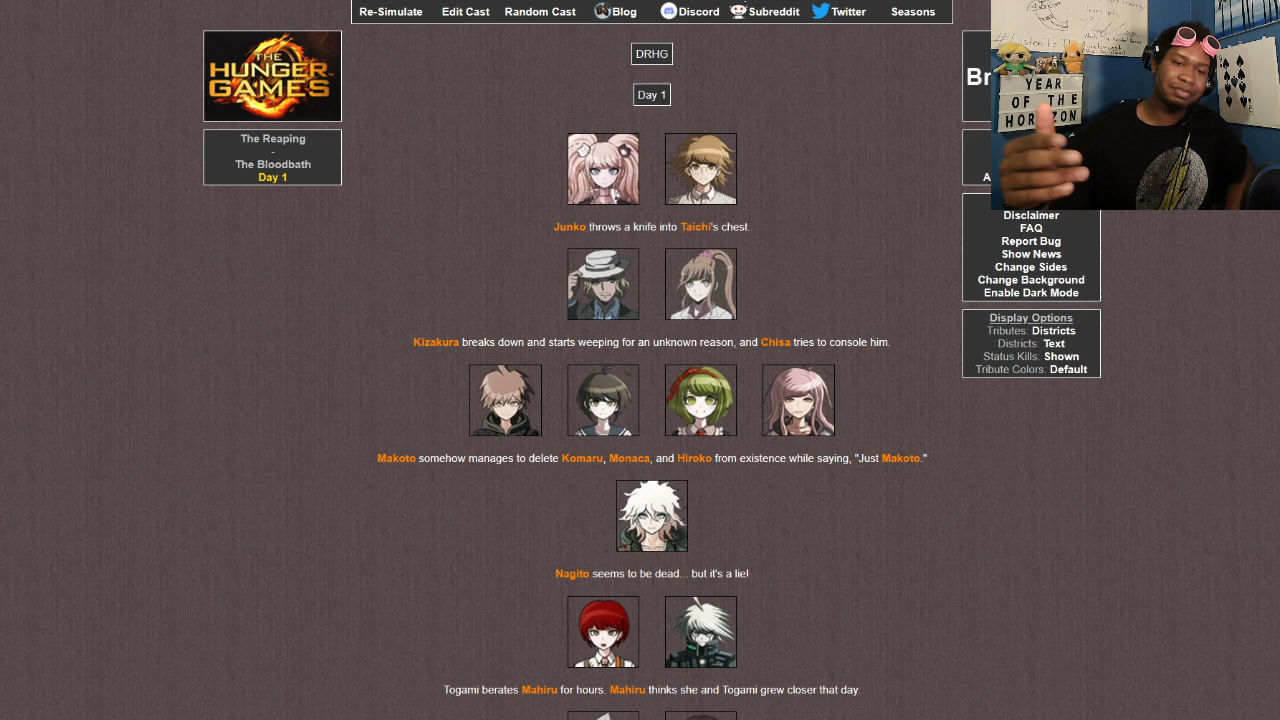 Re-Simulate Edit Cast Random Cast Blog Discord Subreddit Twitter Seasons
THE
HUNGER
GAMES
The Reaping
-
The Bloodbath
Day 1
DRHG
Day 1
Junko throws a knife into Taichi's chest.
Kizakura breaks down and starts weeping for an unknown reason, and Chisa tries to console him.
Makoto somehow manages to delete Komaru, Monaca, and Hiroko from existence while saying, "Just Makoto."
Nagito seems to be dead... but it's a lie!
Togami berates Mahiru for hours. Mahiru thinks she and Togami grew closer that day.
Br
YEAR
OF THE
HORIZON
A
Disclaimer
FAQ
Report Bug
Show News
Change Sides
Change Background
Enable Dark Mode
Display Options
Tributes: Districts
Districts: Text
Status Kills: Shown
Tribute Colors: Default